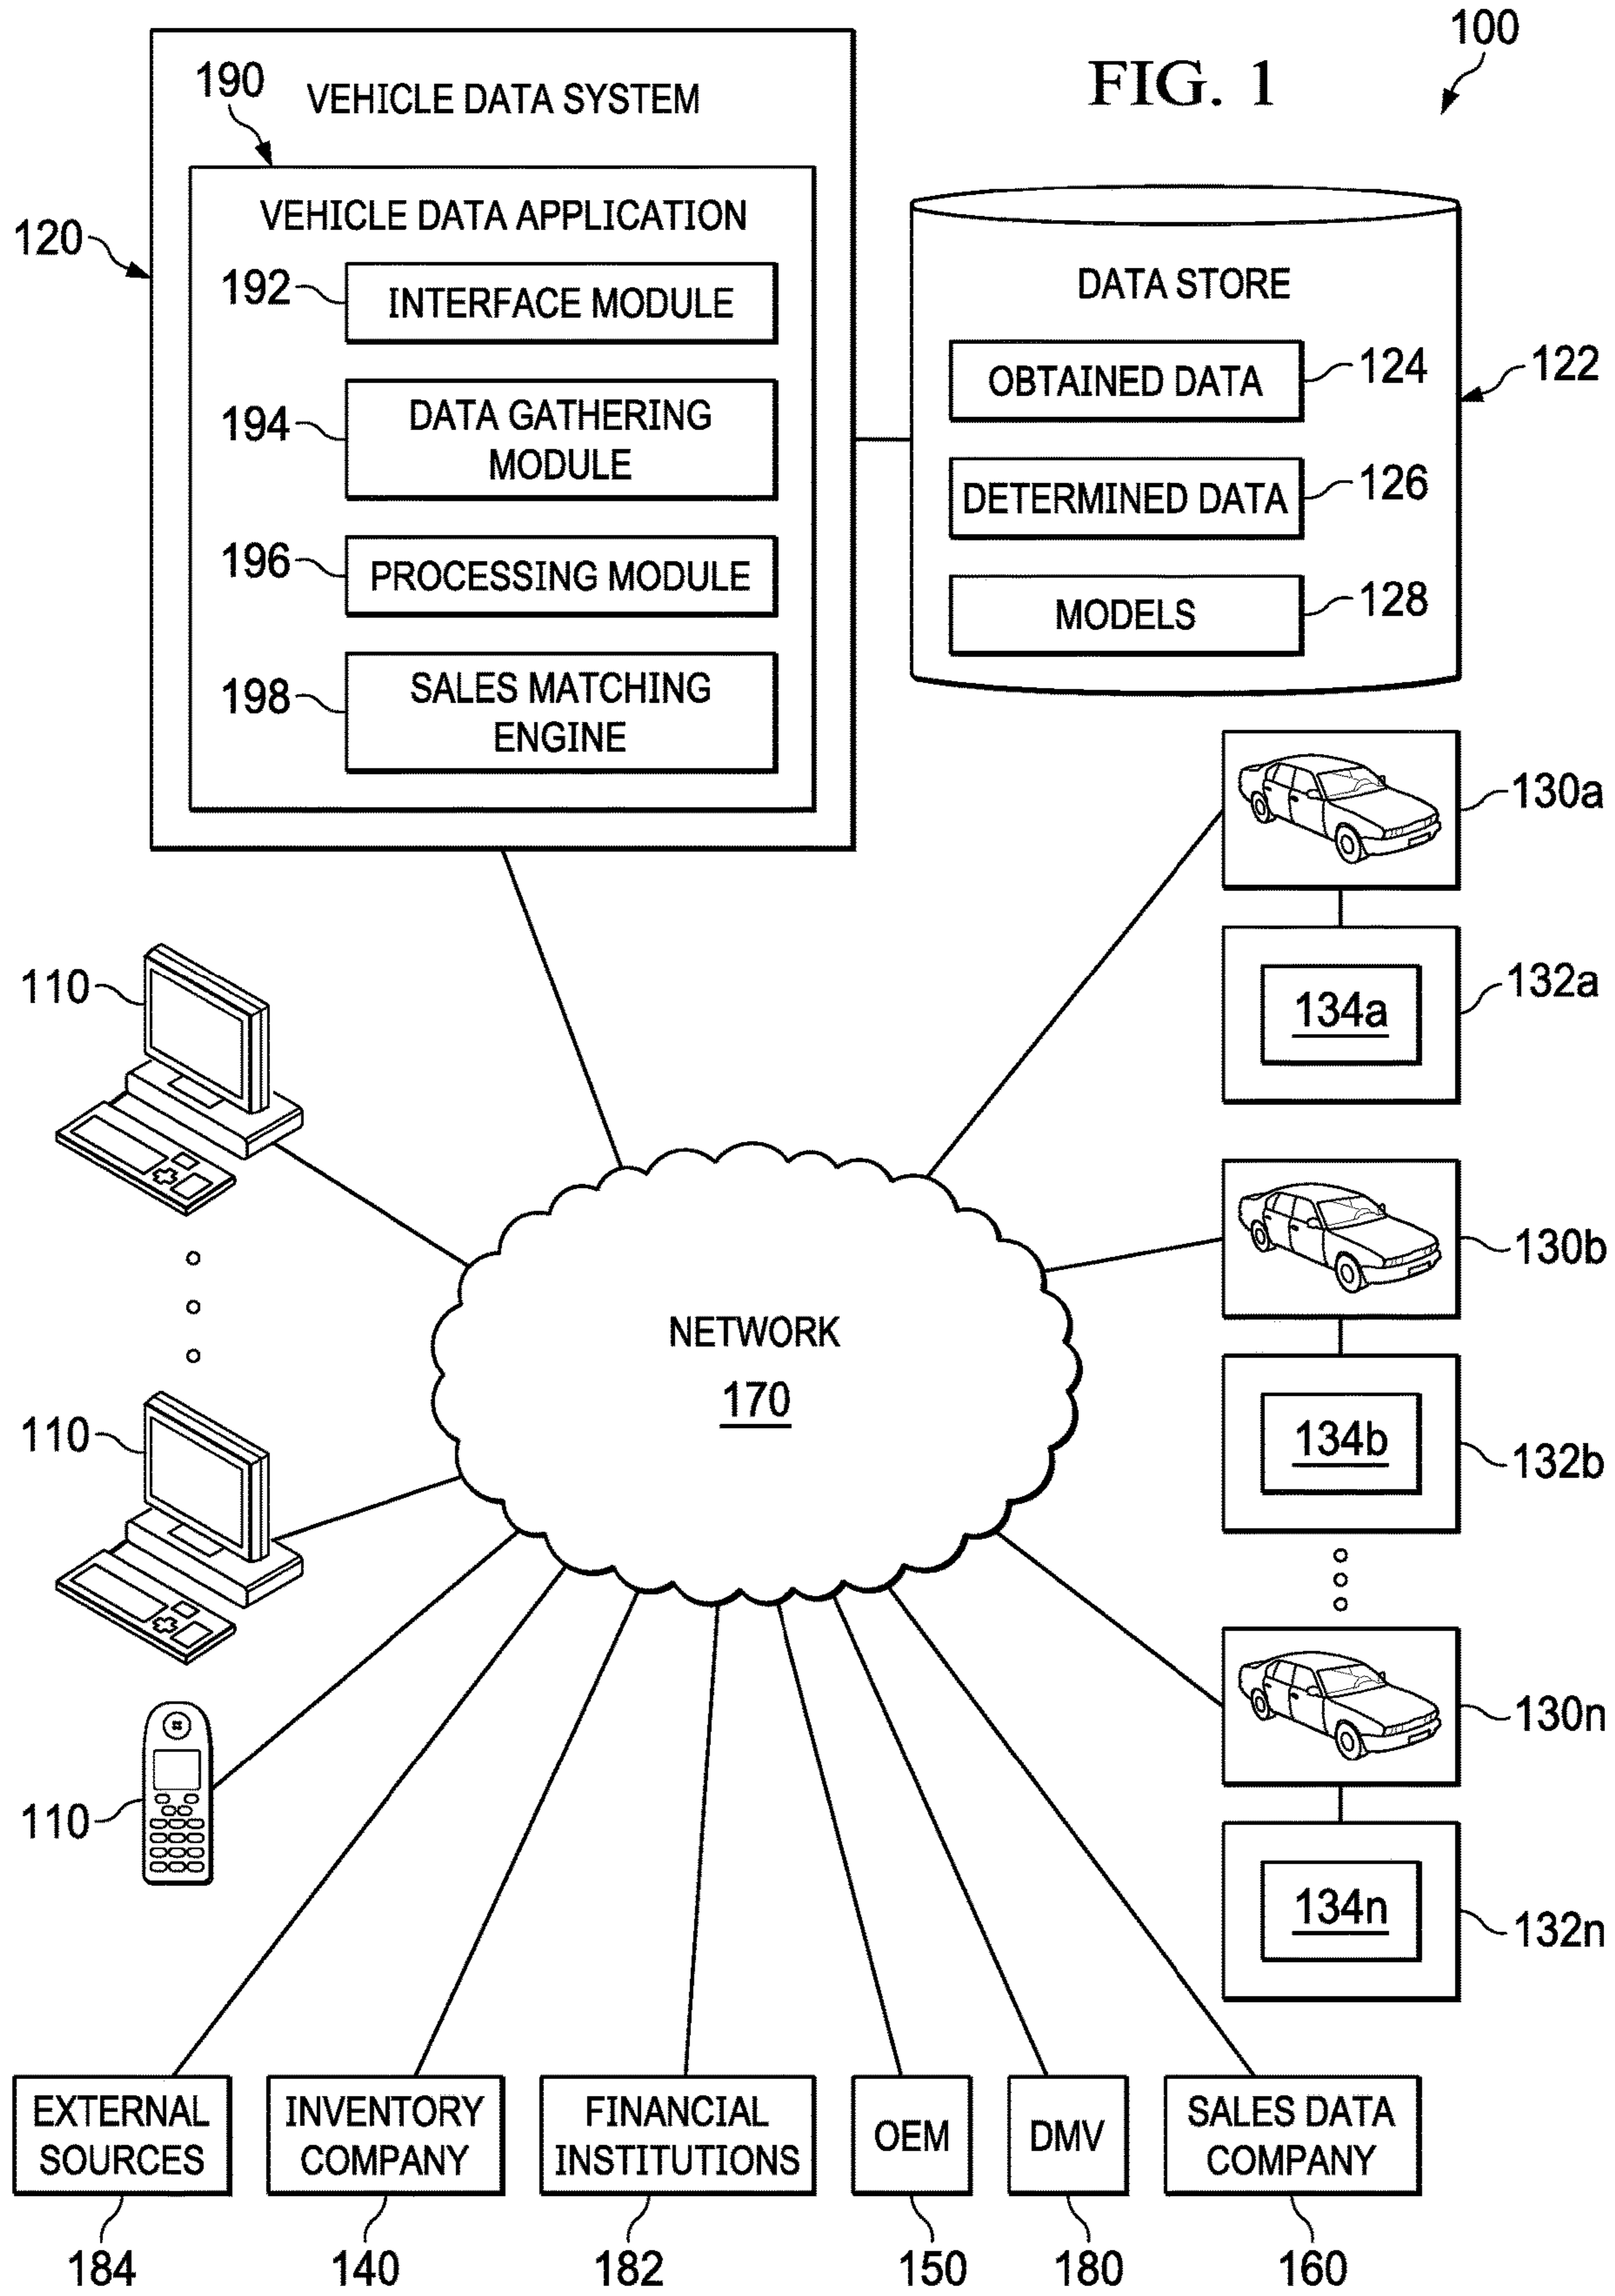 100
FIG. 1
VEHICLE DATA SYSTEM
190
VEHICLE DATA APPLICATION
120
192
INTERFACE MODULE
194
DATA GATHERING
MODULE
196
PROCESSING MODULE
198
SALES MATCHING
ENGINE
DATA STORE
OBTAINED DATA
124
122
DETERMINED DATA
126
MODELS
128
130a
132a
134a
110
130b
132b
134b
NETWORK
170
110
130n
132n
134n
110
EXTERNAL
SOURCES
184
INVENTORY
COMPANY
140
FINANCIAL
INSTITUTIONS
182
OEM
150
DMV
180
SALES DATA
COMPANY
160